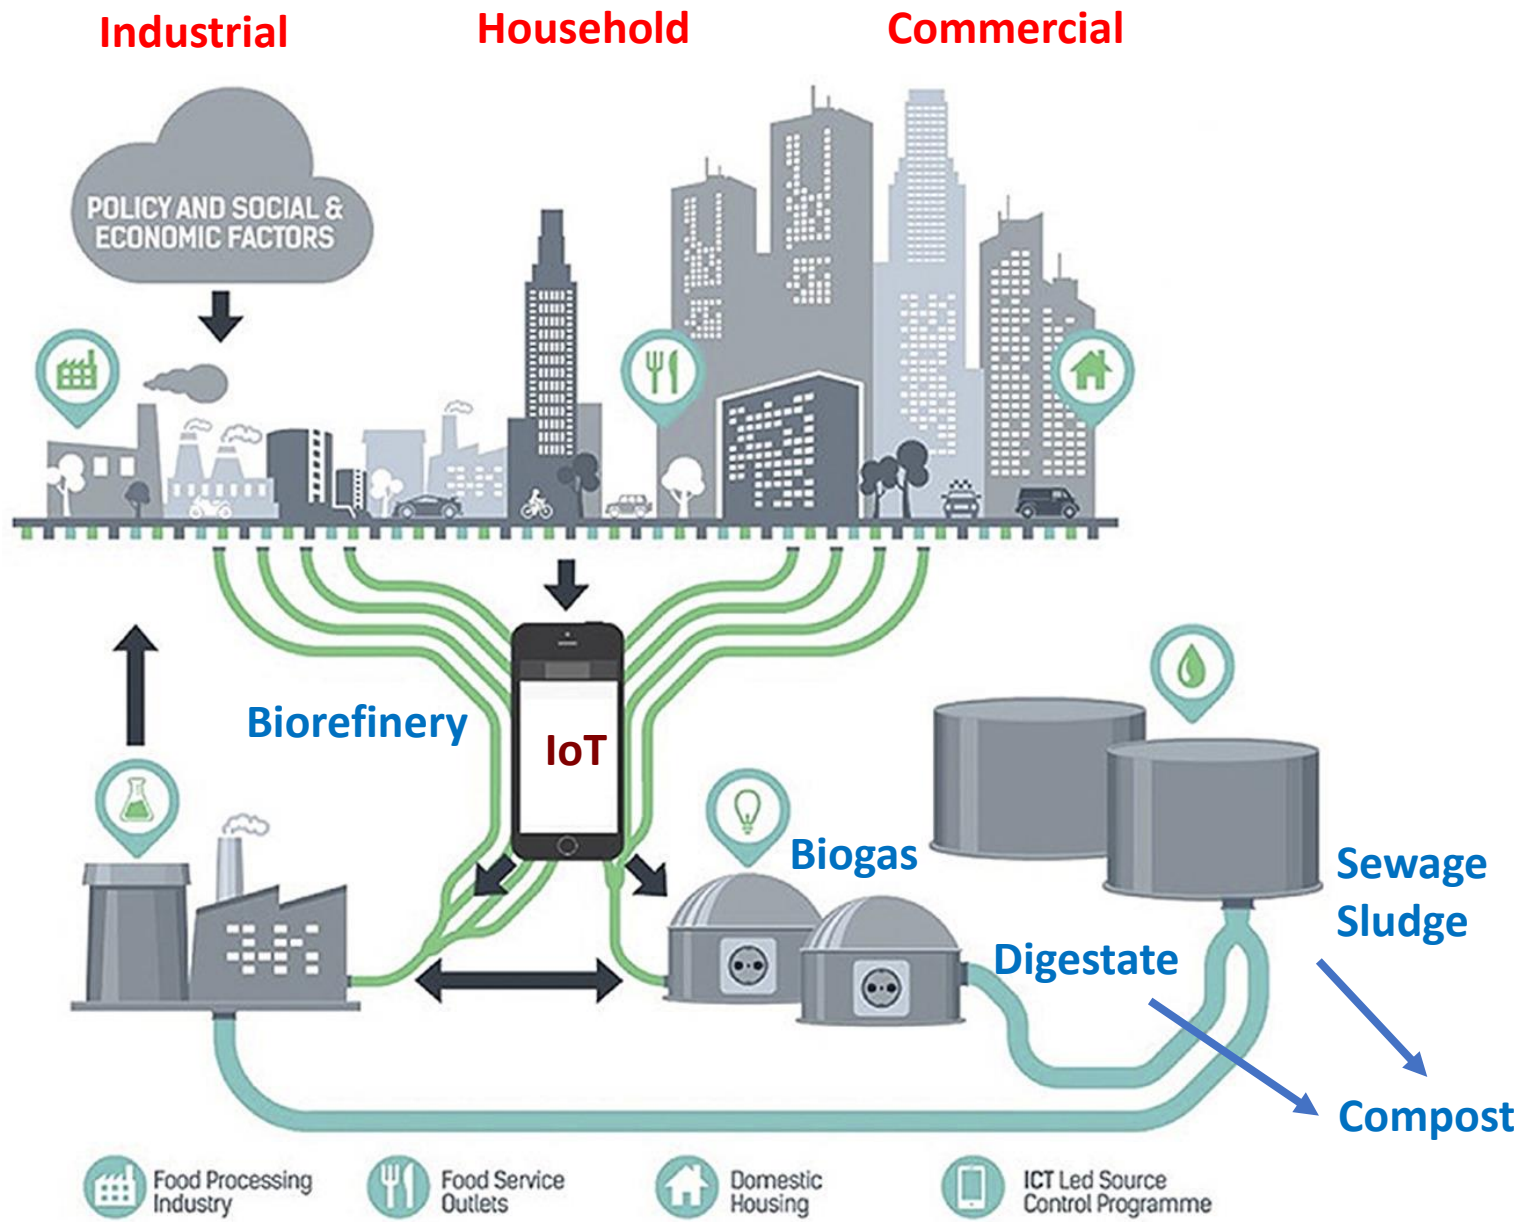 Industrial
Household
Commercial
POLICY AND SOCIAL &
ECONOMIC FACTORS
Biorefinery
IoT
Biogas
Sewage
Sludge
Digestate
Compost
Food Processing
Industry
Food Service
Outlets
Domestic
Housing
ICT Led Source
Control Programme